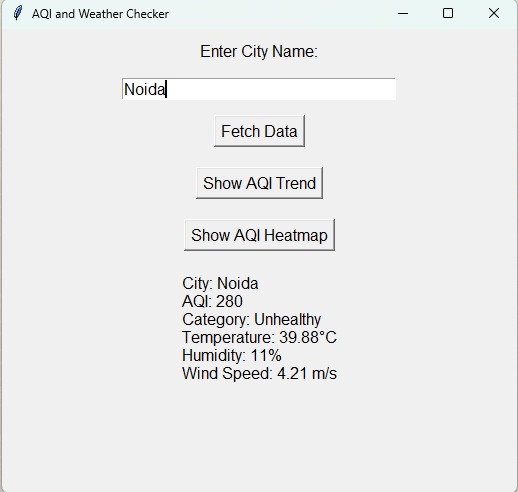 AQI and Weather Checker
Enter City Name:
Noida
Fetch Data
Show AQI Trend
Show AQI Heatmap
City: Noida
AQI: 280
Category: Unhealthy
Temperature: 39.88°C
Humidity: 11%
Wind Speed: 4.21 m/s